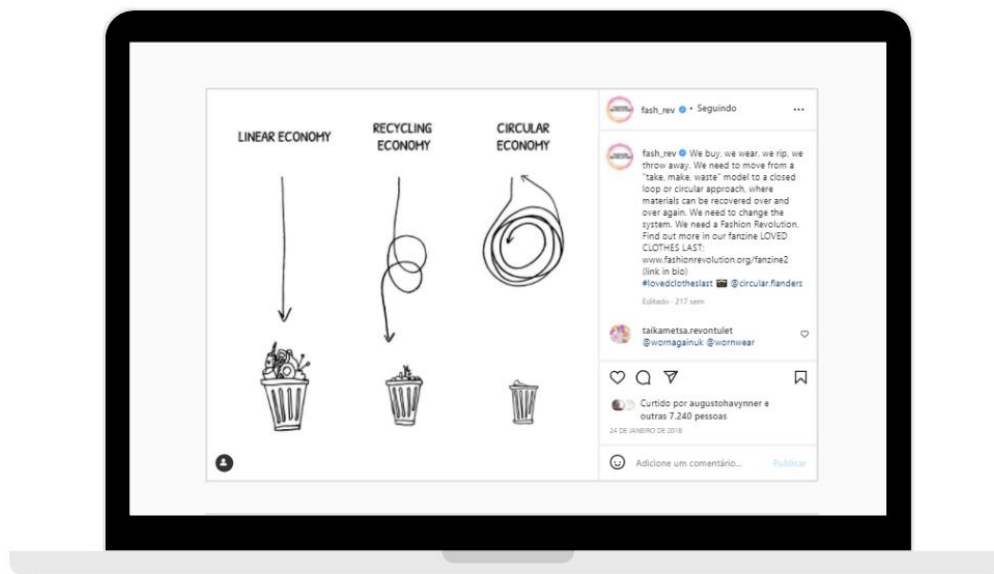 LINEAR ECONOMY
RECYCLING
ECONOMY
CIRCULAR
ECONOMY
fash_rev • Seguindo
fash_rev We buy, we wear, we rip, we
throw away. We need to move from a
"take, make, waste" model to a closed
loop or circular approach, where
materials can be recovered over and
over again. We need to change the
system. We need a Fashion Revolution.
Find out more in our fanzine LOVED
CLOTHES LAST:
www.fashionrevolution.org/fanzine2
(link in bio)
#lovedclotheslast 📷 @circular.flanders
Editado · 217 sem
taikametsa.revontulet
@wornagainuk @wornwear
Curtido por augustohavynner e
outras 7.240 pessoas
24 DE JANEIRO DE 2018
Adicione um comentário...
Publicar